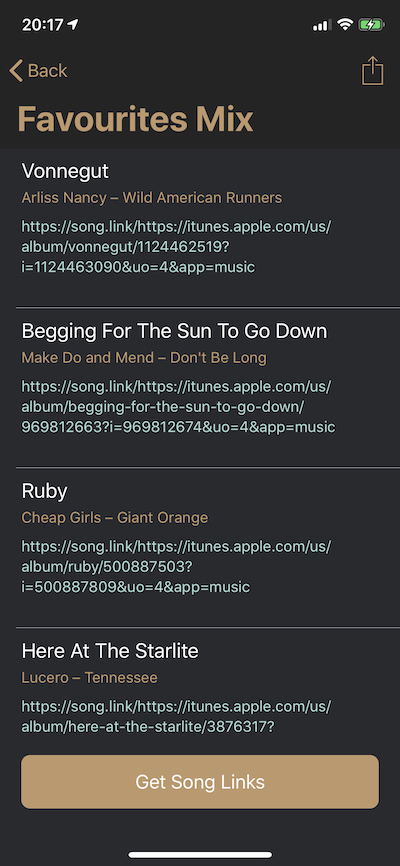 20:17
Back
Favourites Mix
Vonnegut
Arliss Nancy – Wild American Runners
https://song.link/https://itunes.apple.com/us/
album/vonnegut/1124462519?
i=1124463090&uo=4&app=music
Begging For The Sun To Go Down
Make Do and Mend – Don't Be Long
https://song.link/https://itunes.apple.com/us/
album/begging-for-the-sun-to-go-down/
969812663?i=969812674&uo=4&app=music
Ruby
Cheap Girls – Giant Orange
https://song.link/https://itunes.apple.com/us/
album/ruby/500887503?
i=500887809&uo=4&app=music
Here At The Starlite
Lucero – Tennessee
https://song.link/https://itunes.apple.com/us/
album/here-at-the-starlite/3876317?
Get Song Links